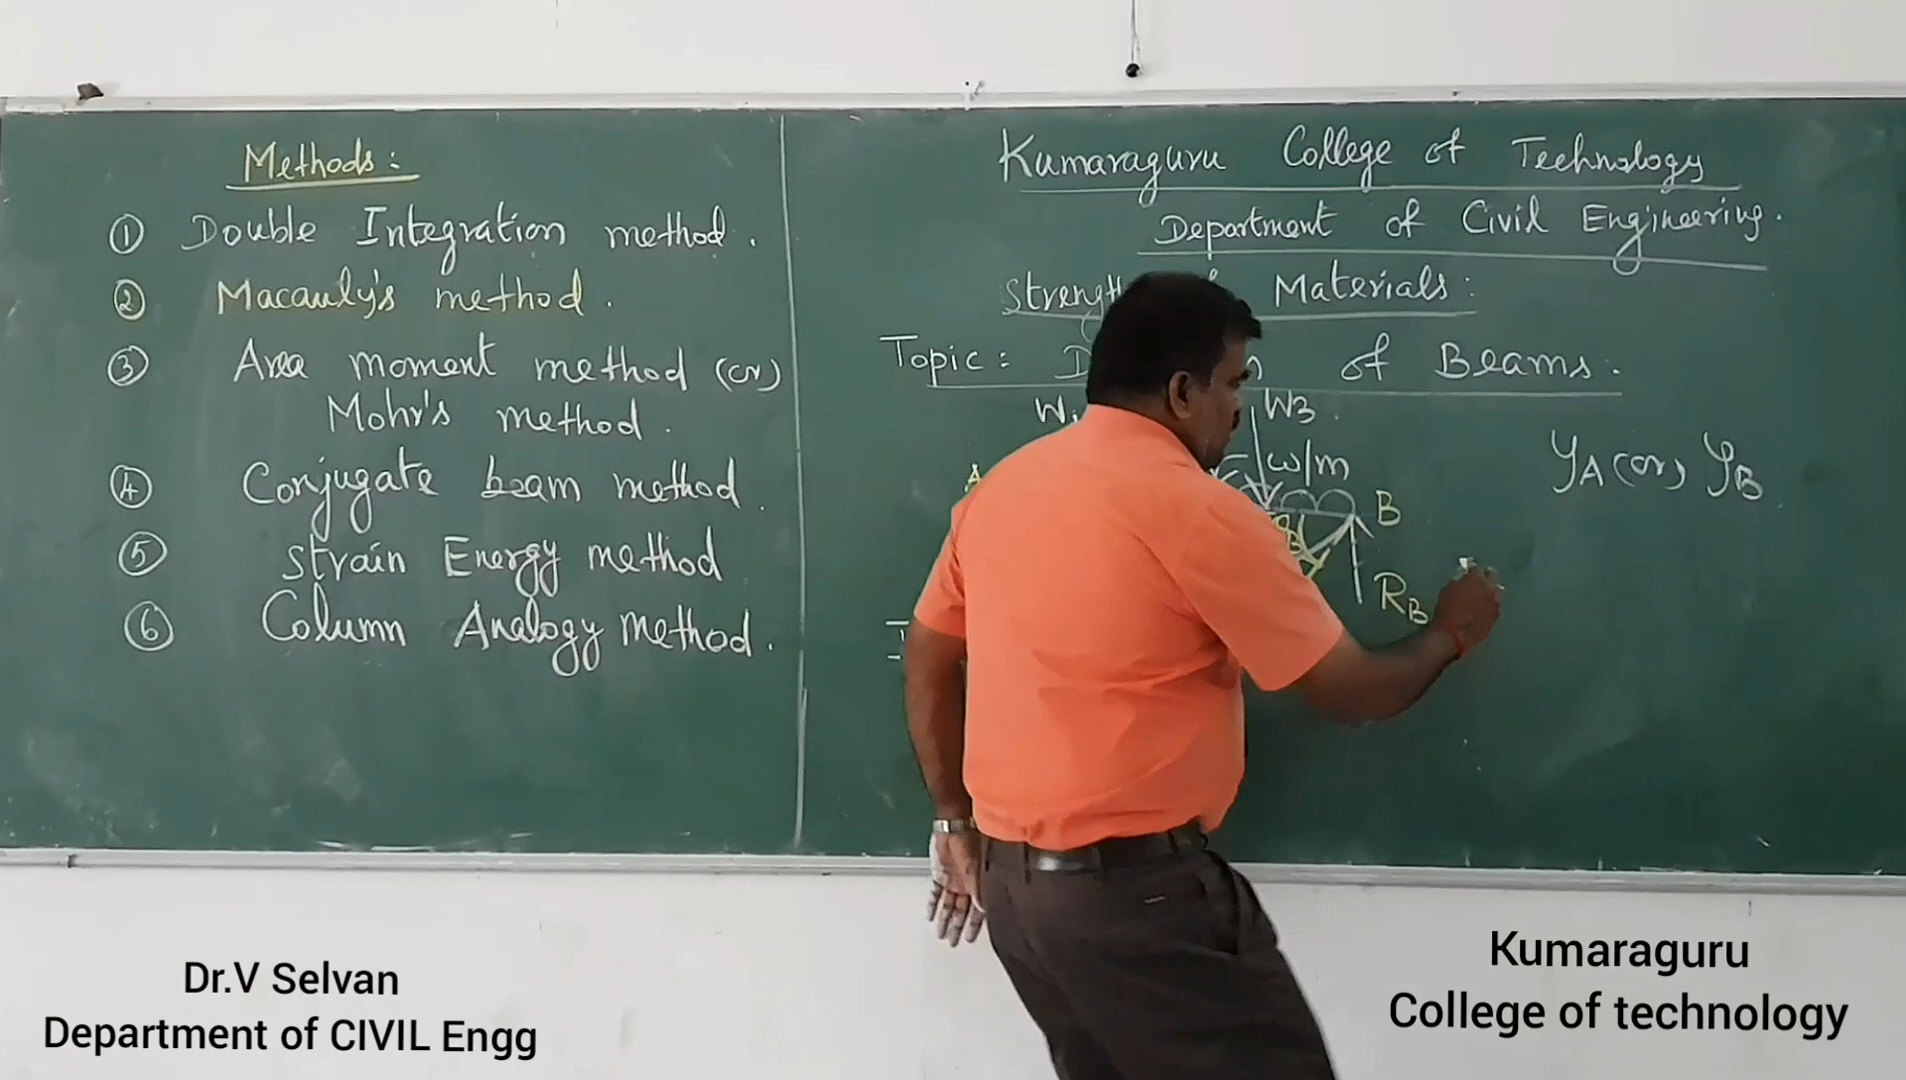 Methods:
① Double Integration method.
② Macauly's method.
③ Area moment method (or)
Mohr's method.
④ Conjugate beam method.
⑤ Strain Energy method
⑥ Column Analogy method.
Kumaraguru College of Technology
Department of Civil Engineering.
Strength Materials:
Topic: of Beams.
W3
w/m
A
B
θB
RB
yA (or) yB
Dr.V Selvan
Department of CIVIL Engg
Kumaraguru
College of technology